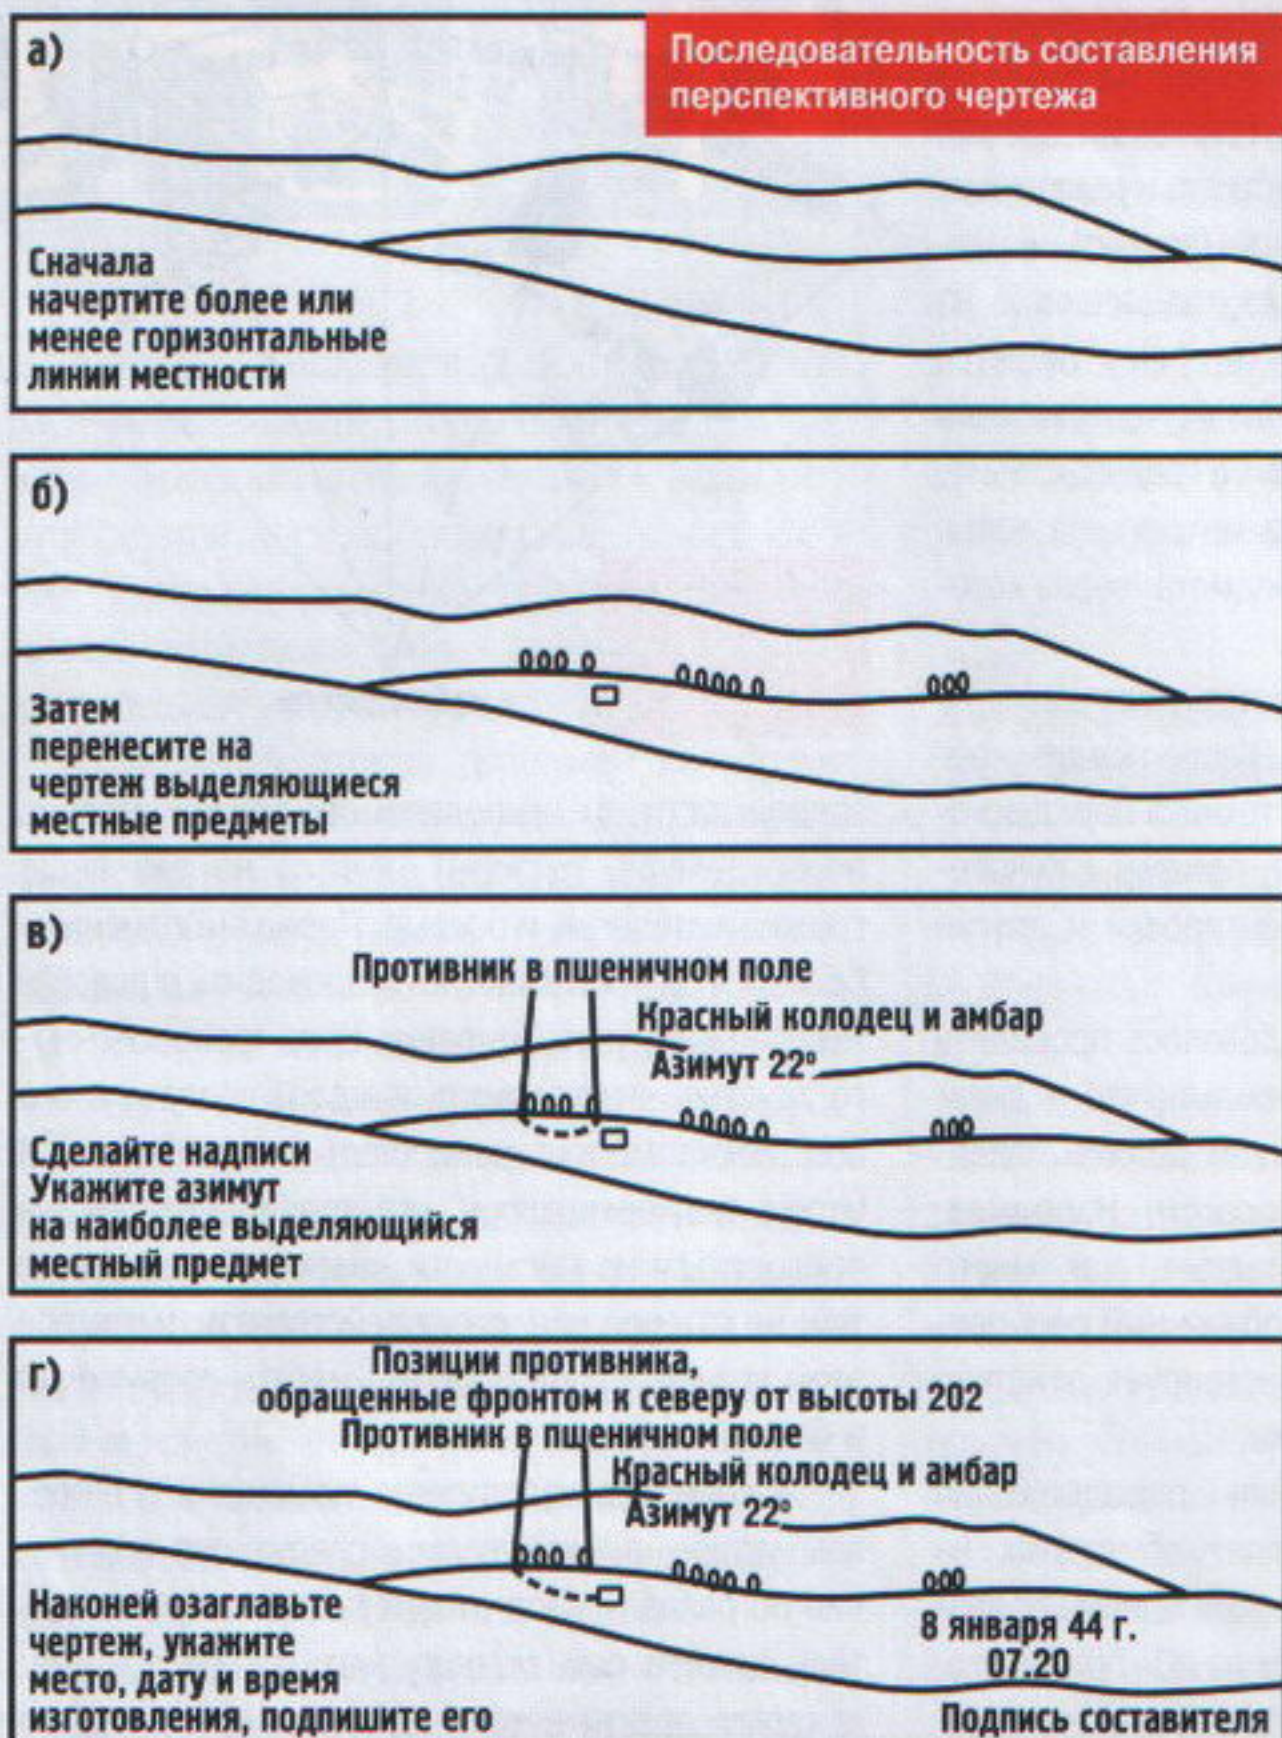 а)
Последовательность составления
перспективного чертежа
Сначала
начертите более или
менее горизонтальные
линии местности
б)
Затем
перенесите на
чертеж выделяющиеся
местные предметы
в)
Противник в пшеничном поле
Красный колодец и амбар
Азимут 22°
Сделайте надписи
Укажите азимут
на наиболее выделяющийся
местный предмет
г)
Позиции противника,
обращенные фронтом к северу от высоты 202
Противник в пшеничном поле
Красный колодец и амбар
Азимут 22°
Наконей озаглавьте
чертеж, укажите
место, дату и время
изготовления, подпишите его
8 января 44 г.
07.20
Подпись составителя